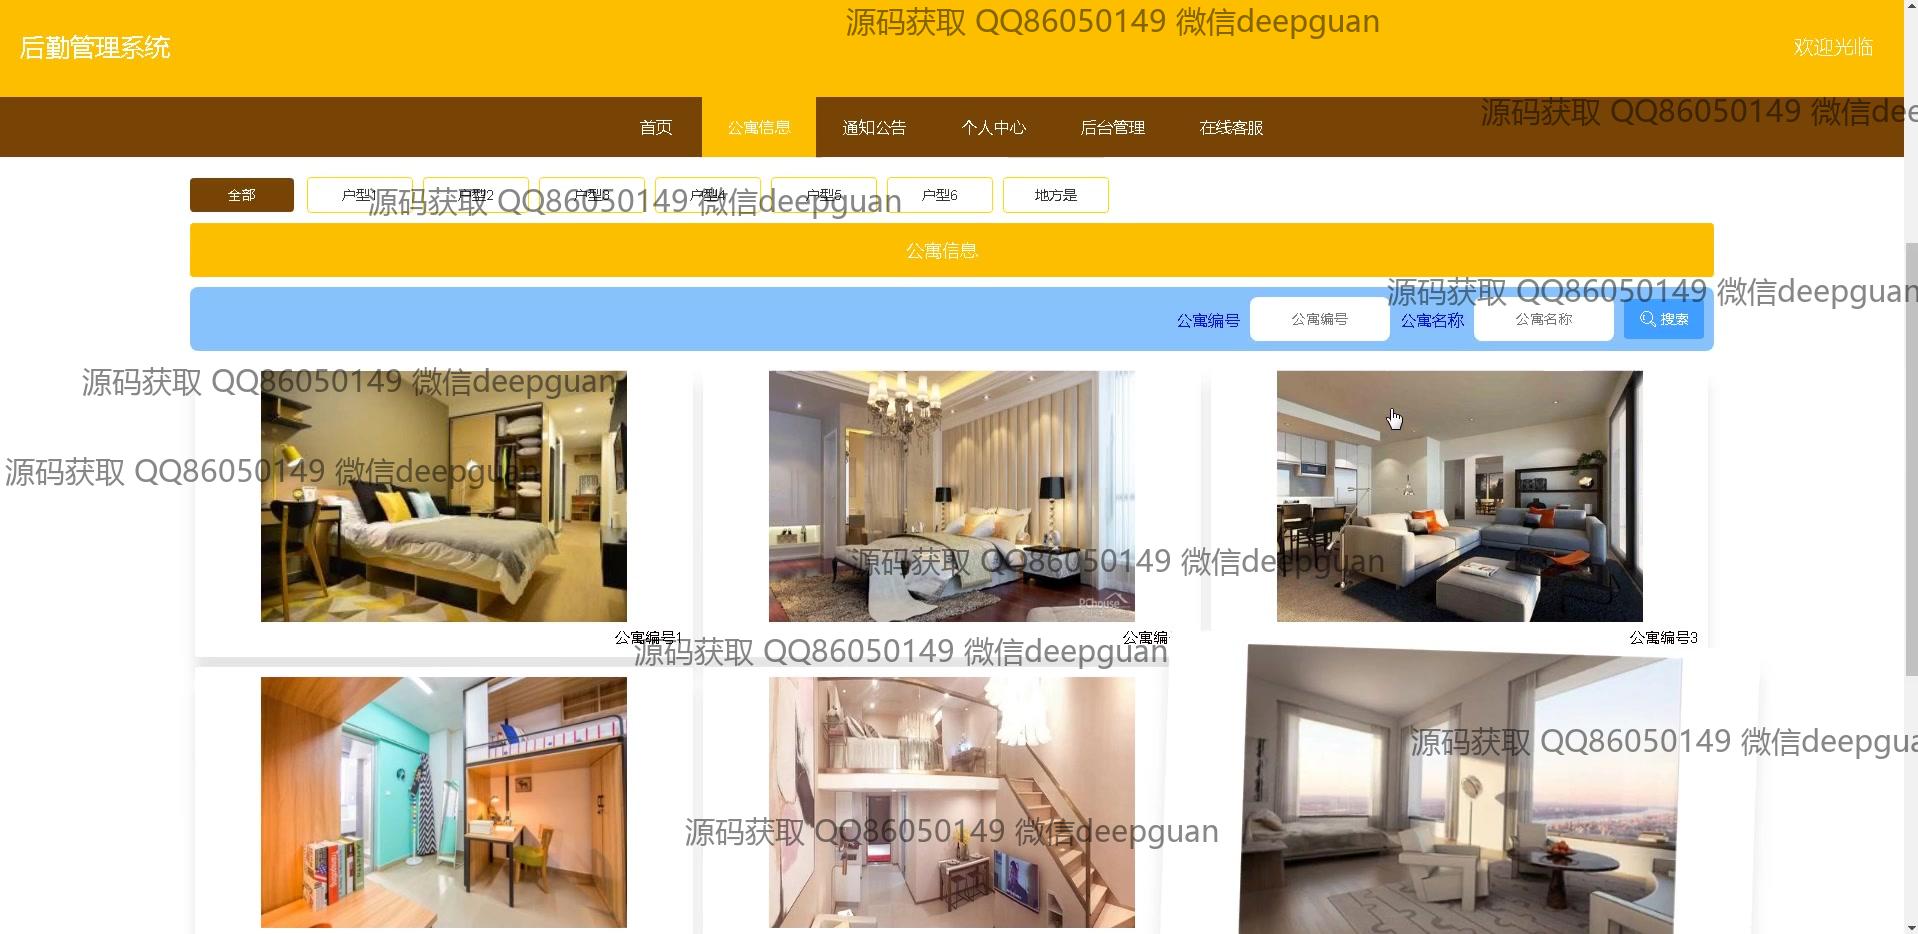 源码获取 QQ86050149 微信deepguan
后勤管理系统
欢迎光临
首页 公寓信息 通知公告 个人中心 后台管理 在线客服
源码获取 QQ86050149 微信dee
全部 户型1 户型2 户型3 户型4 户型5 户型6 地方是
源码获取 QQ86050149 微信deepguan
公寓信息
源码获取 QQ86050149 微信deepguan
公寓编号 公寓编号 公寓名称 公寓名称 搜索
源码获取 QQ86050149 微信deepguan
源码获取 QQ86050149 微信deepguan
源码获取 QQ86050149 微信deepguan
PChouse
公寓编号1 公寓编 公寓编号3
源码获取 QQ86050149 微信deepguan
源码获取 QQ86050149 微信deepgua
源码获取 QQ86050149 微信deepguan